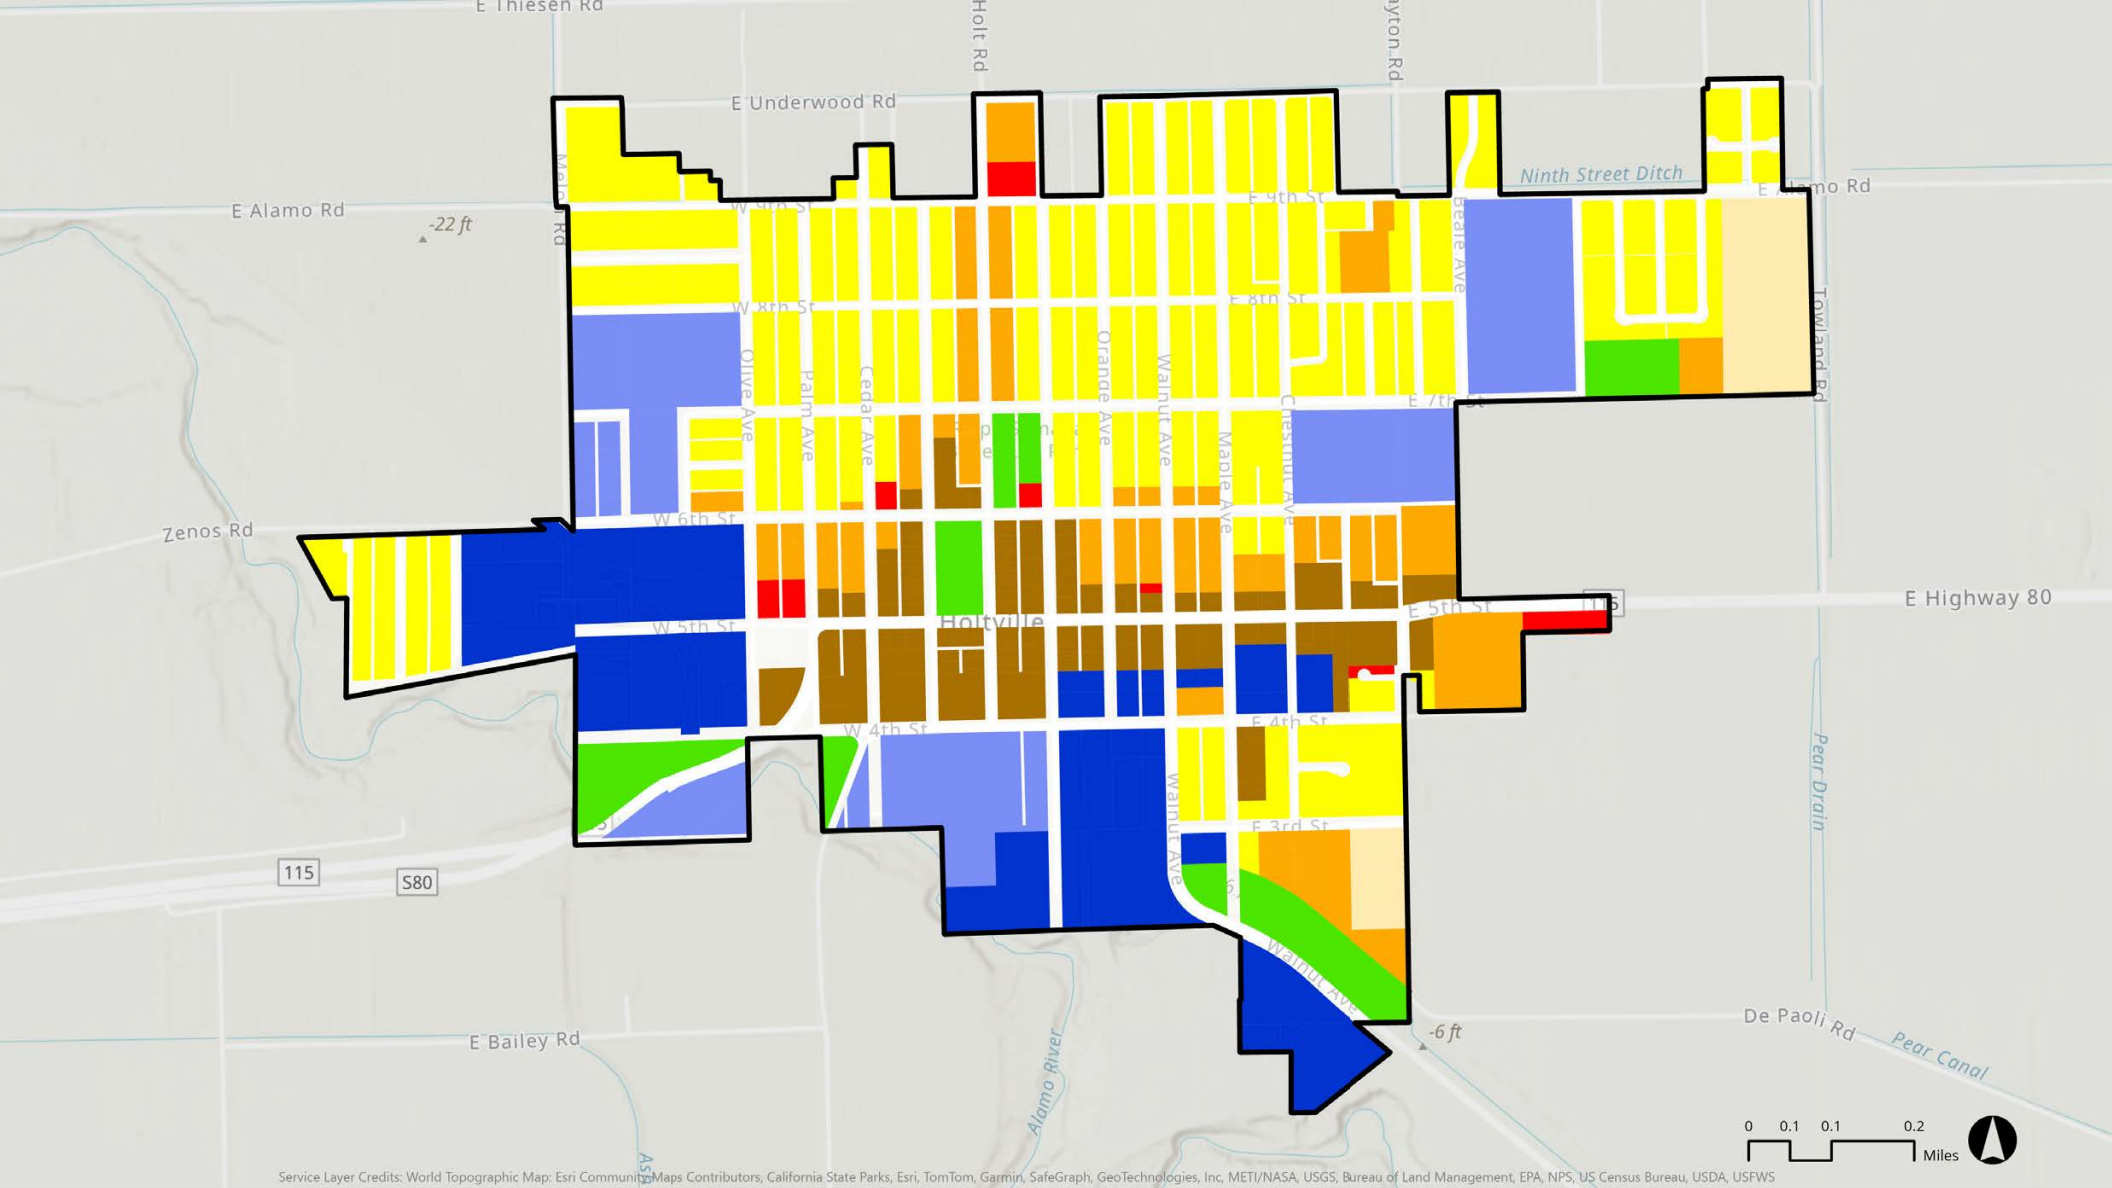 E Thiesen Rd
Holt Rd
ayton Rd
E Underwood Rd
Ninth Street Ditch
E Alamo Rd
E Alamo Rd
-22 ft
W 9th St
E 9th St
Beale Ave
W 8th St
E 8th St
Towland Rd
Olive Ave
Palm Ave
Cedar Ave
Orange Ave
Walnut Ave
Maple Ave
Chestnut Ave
E 7th St
Zenos Rd
W 6th St
115
E Highway 80
E 5th St
W 5th St
Holtville
W 4th St
E 4th St
Walnut Ave
Pear Drain
E 3rd St
115
S80
Walnut Ave
De Paoli Rd
-6 ft
Pear Canal
E Bailey Rd
Alamo River
0 0.1 0.1 0.2
Miles
Service Layer Credits: World Topographic Map: Esri Community Maps Contributors, California State Parks, Esri, TomTom, Garmin, SafeGraph, GeoTechnologies, Inc, METI/NASA, USGS, Bureau of Land Management, EPA, NPS, US Census Bureau, USDA, USFWS